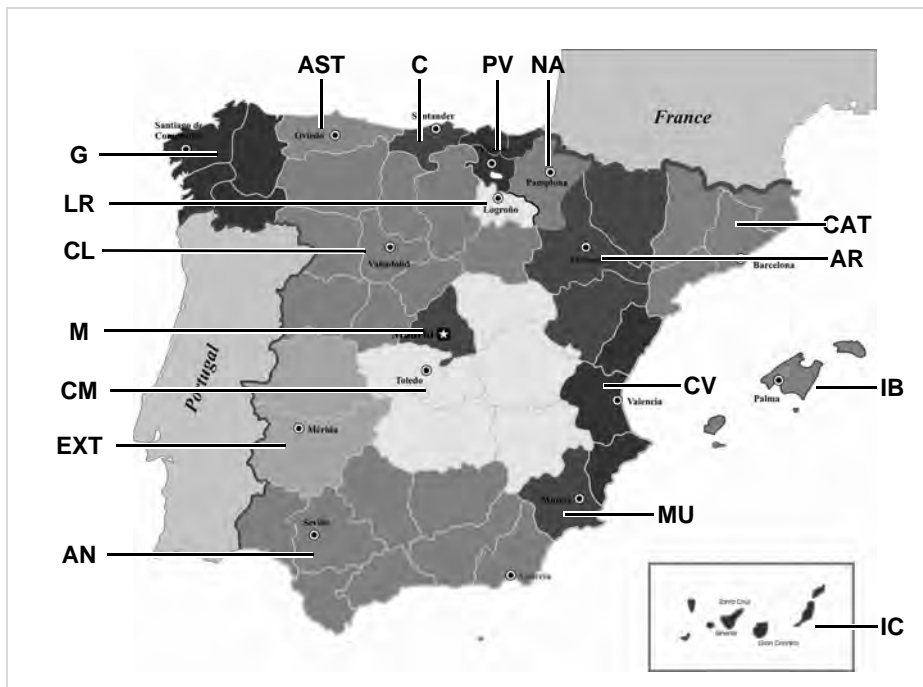 AST C PV NA
Santander
France
Santiago de
Oviedo
G
Pamplona
LR
Logroño
CAT
CL
Valladolid
AR
Barcelona
M
Madrid
Portugal
Toledo
CM
CV
Valencia
Palma
IB
Mérida
EXT
Murcia
MU
Sevilla
AN
Almería
Santa Cruz
Tenerife
Gran Canaria
IC